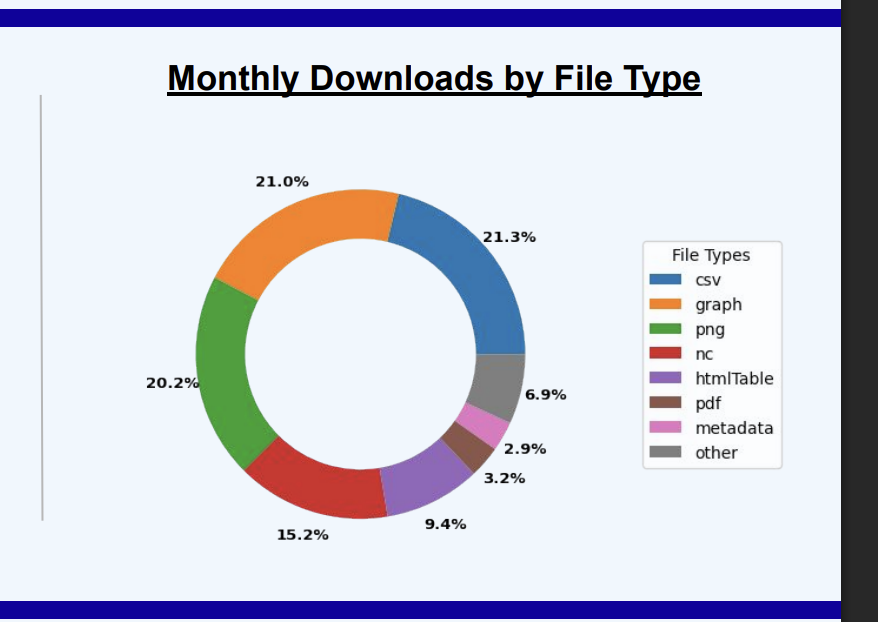 Monthly Downloads by File Type
21.0%
21.3%
20.2%
6.9%
2.9%
3.2%
9.4%
15.2%
File Types
csv
graph
png
nc
htmlTable
pdf
metadata
other